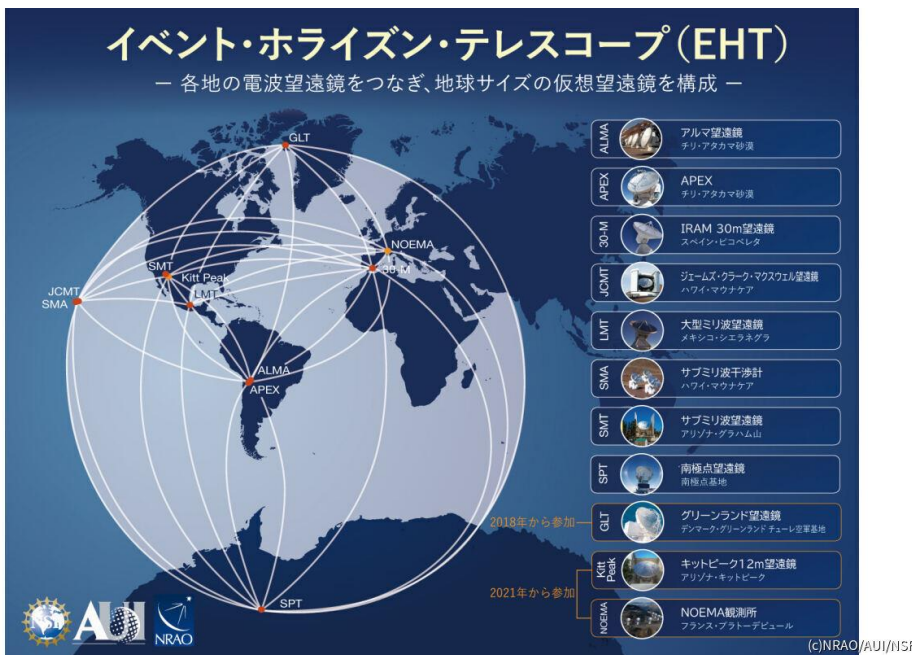 イベント・ホライズン・テレスコープ（EHT）
― 各地の電波望遠鏡をつなぎ、地球サイズの仮想望遠鏡を構成 ―
GLT
NOEMA
30-M
SMT
Kitt Peak
LMT
JCMT
SMA
ALMA
APEX
SPT
ALMA
アルマ望遠鏡
チリ・アタカマ砂漠
APEX
APEX
チリ・アタカマ砂漠
30-M
IRAM 30m望遠鏡
スペイン・ピコベレタ
JCMT
ジェームズ・クラーク・マクスウェル望遠鏡
ハワイ・マウナケア
LMT
大型ミリ波望遠鏡
メキシコ・シエラネグラ
SMA
サブミリ波干渉計
ハワイ・マウナケア
SMT
サブミリ波望遠鏡
アリゾナ・グラハム山
SPT
南極点望遠鏡
南極点基地
2018年から参加
GLT
グリーンランド望遠鏡
デンマーク・グリーンランド チューレ空軍基地
2021年から参加
Kitt
Peak
キットピーク12m望遠鏡
アリゾナ・キットピーク
NOEMA
NOEMA観測所
フランス・プラトーデビュール
NSF
AUI
NRAO
(c)NRAO/AUI/NSF